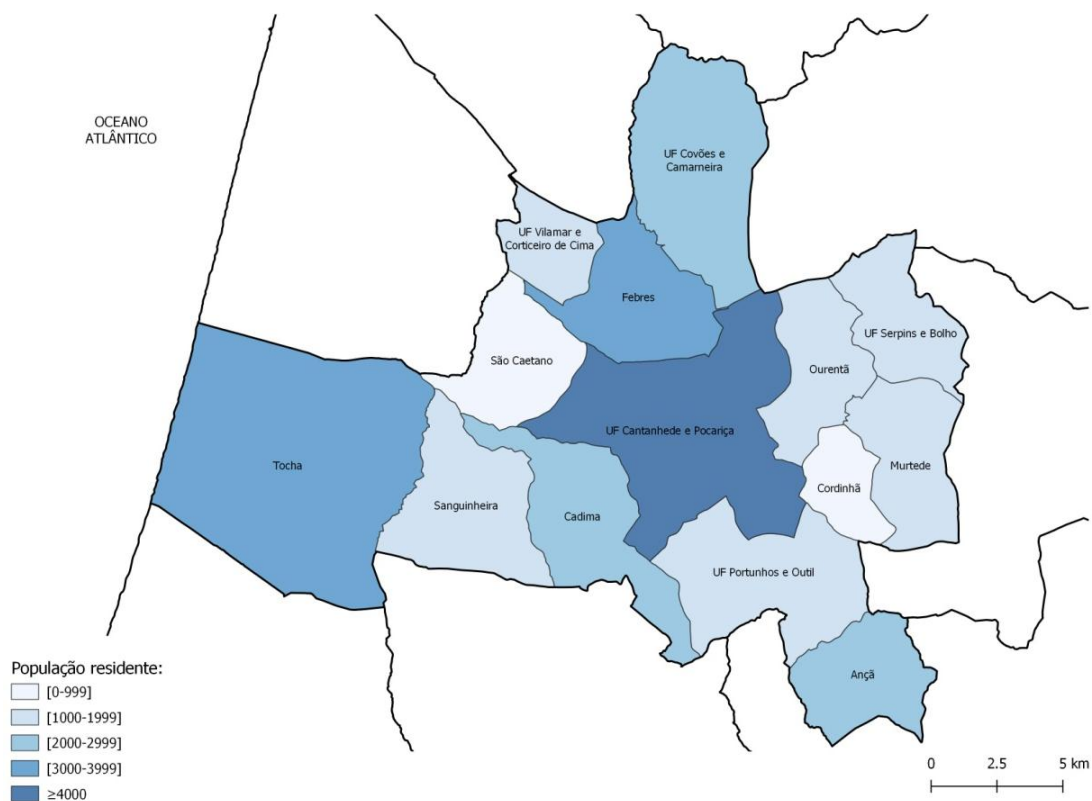 OCEANO
ATLÂNTICO
UF Covões e
Camarneira
UF Vilamar e
Corticeiro de Cima
Febres
UF Serpins e Bolho
São Caetano
Ourentã
UF Cantanhede e Pocariça
Tocha
Murtede
Cordinhã
Sanguinheira
Cadima
UF Portunhos e Outil
Ançã
População residente:
[0-999]
[1000-1999]
[2000-2999]
[3000-3999]
≥4000
0 2.5 5 km